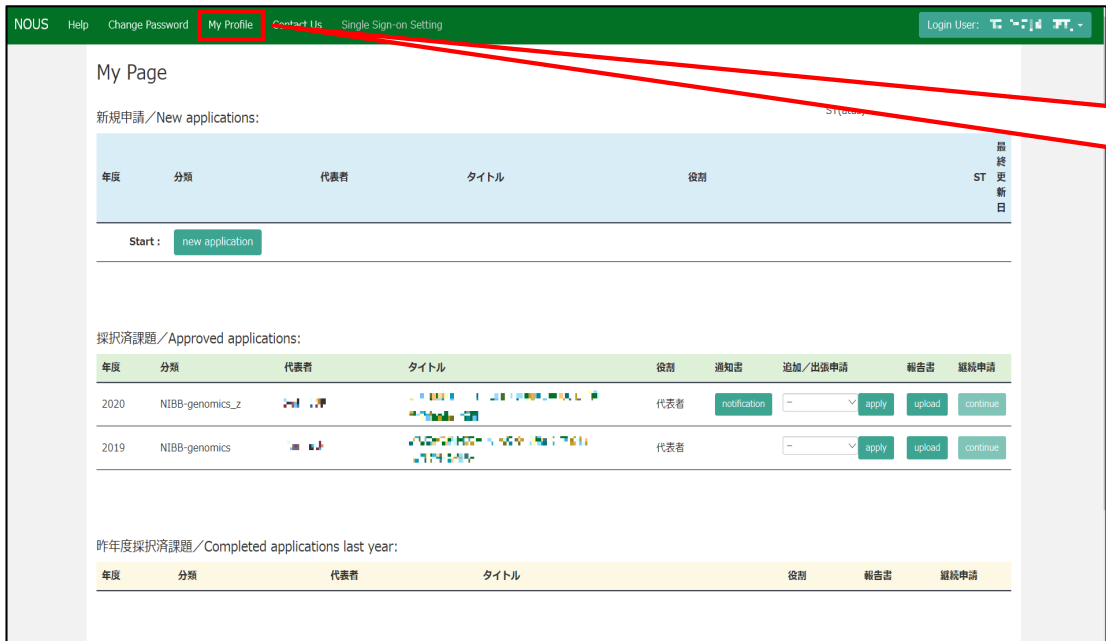 NOUS Help Change Password My Profile Contact Us Single Sign-on Setting Login User:
My Page
新規申請／New applications:
年度 分類 代表者 タイトル 役割 ST 最終更新日
Start : new application
採択済課題／Approved applications:
年度 分類 代表者 タイトル 役割 通知書 追加／出張申請 報告書 継続申請
2020 NIBB-genomics_z 代表者 notification -- apply upload continue
2019 NIBB-genomics 代表者 -- apply upload continue
昨年度採択済課題／Completed applications last year:
年度 分類 代表者 タイトル 役割 報告書 継続申請